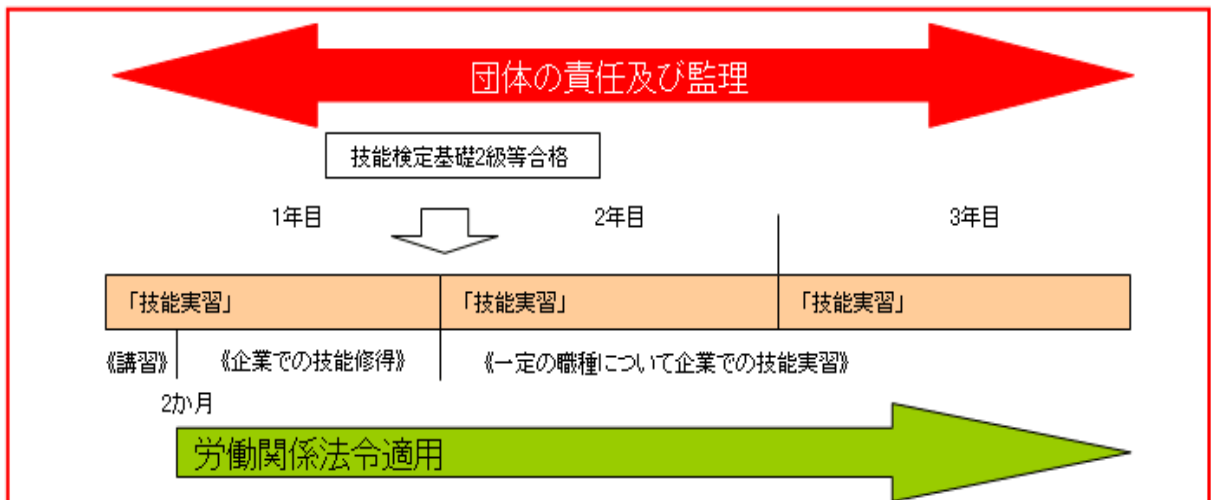 団体の責任及び監理
技能検定基礎2級等合格
1年目
2年目
3年目
「技能実習」
「技能実習」
「技能実習」
《講習》
《企業での技能修得》
《一定の職種について企業での技能実習》
2か月
労働関係法令適用